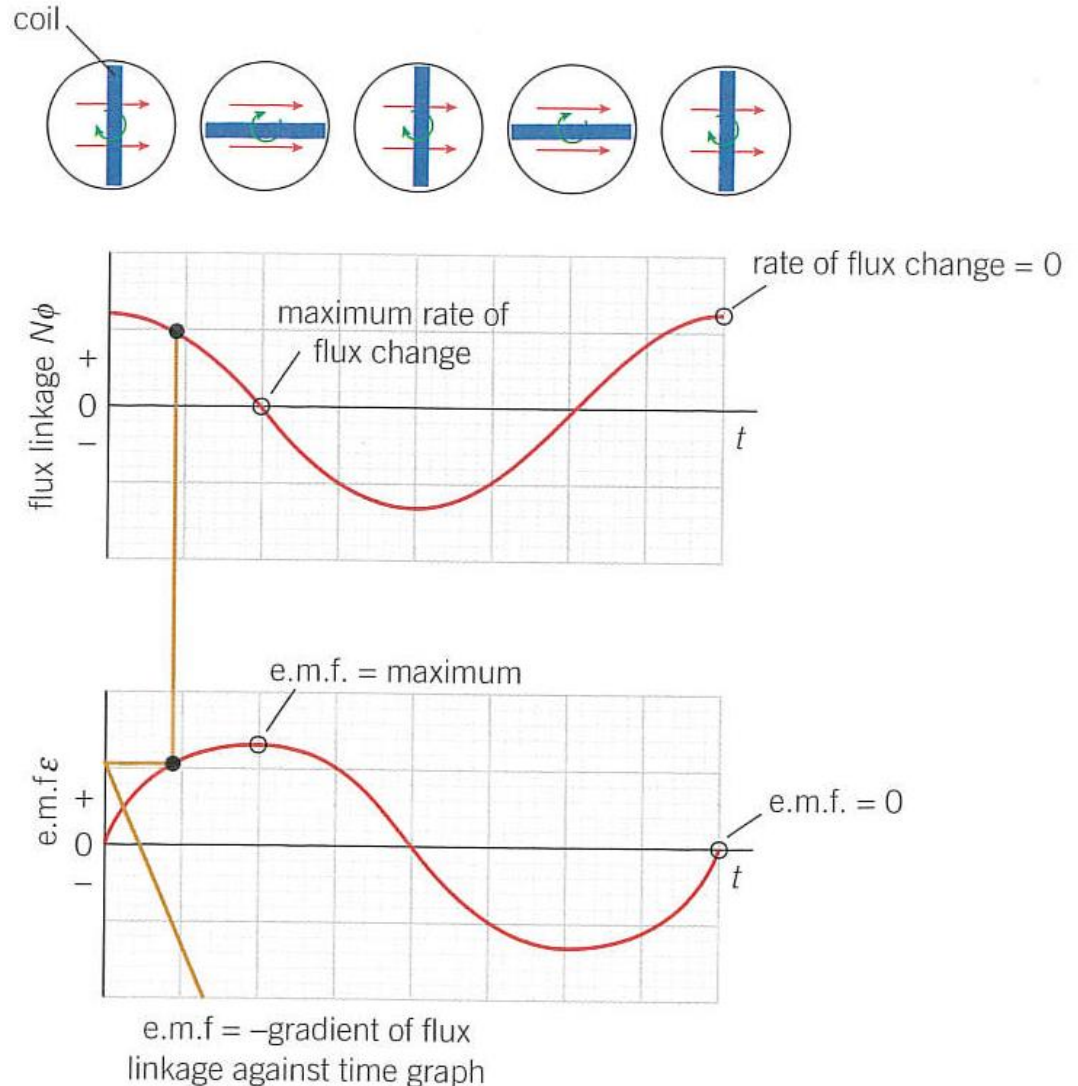 coil
rate of flux change = 0
maximum rate of
flux change
flux linkage Nϕ
+
0
−
t
e.m.f. = maximum
e.m.f ε
+
0
−
e.m.f. = 0
t
e.m.f = −gradient of flux
linkage against time graph